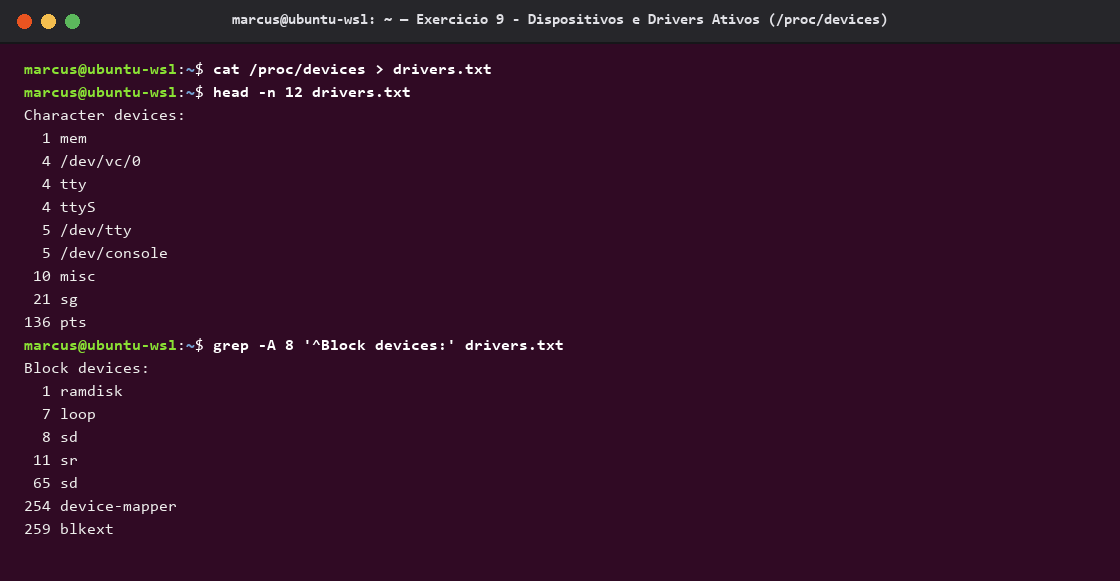 marcus@ubuntu-wsl: ~ — Exercicio 9 - Dispositivos e Drivers Ativos (/proc/devices)
marcus@ubuntu-wsl:~$ cat /proc/devices > drivers.txt
marcus@ubuntu-wsl:~$ head -n 12 drivers.txt
Character devices:
  1 mem
  4 /dev/vc/0
  4 tty
  4 ttyS
  5 /dev/tty
  5 /dev/console
 10 misc
 21 sg
136 pts
marcus@ubuntu-wsl:~$ grep -A 8 '^Block devices:' drivers.txt
Block devices:
  1 ramdisk
  7 loop
  8 sd
 11 sr
 65 sd
254 device-mapper
259 blkext